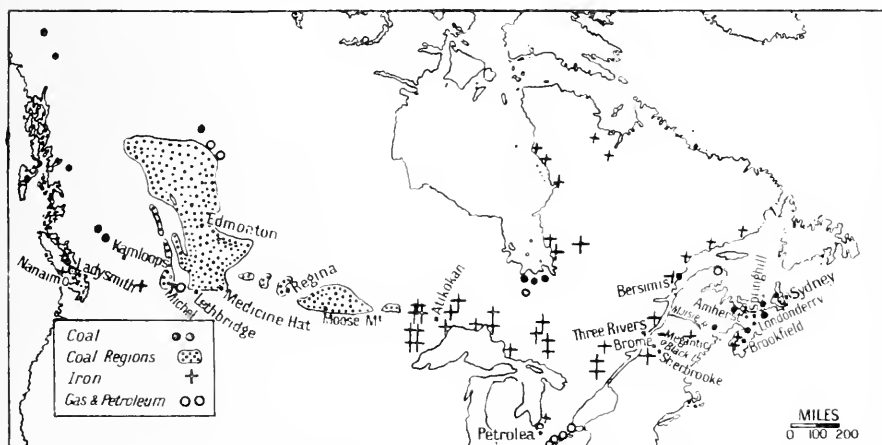 Edmonton
Kamloops
Ladysmith
Nanaimo
Michel
Lethbridge
Medicine Hat
Regina
Moose Mt
Atikokan
Bersimis
Three Rivers
Brome
Megantic
Black
Sherbrooke
Amherst
Sydney
Londonderry
Brookfield
Petrolea
Coal
Coal Regions
Iron
Gas & Petroleum
MILES
0 100 200